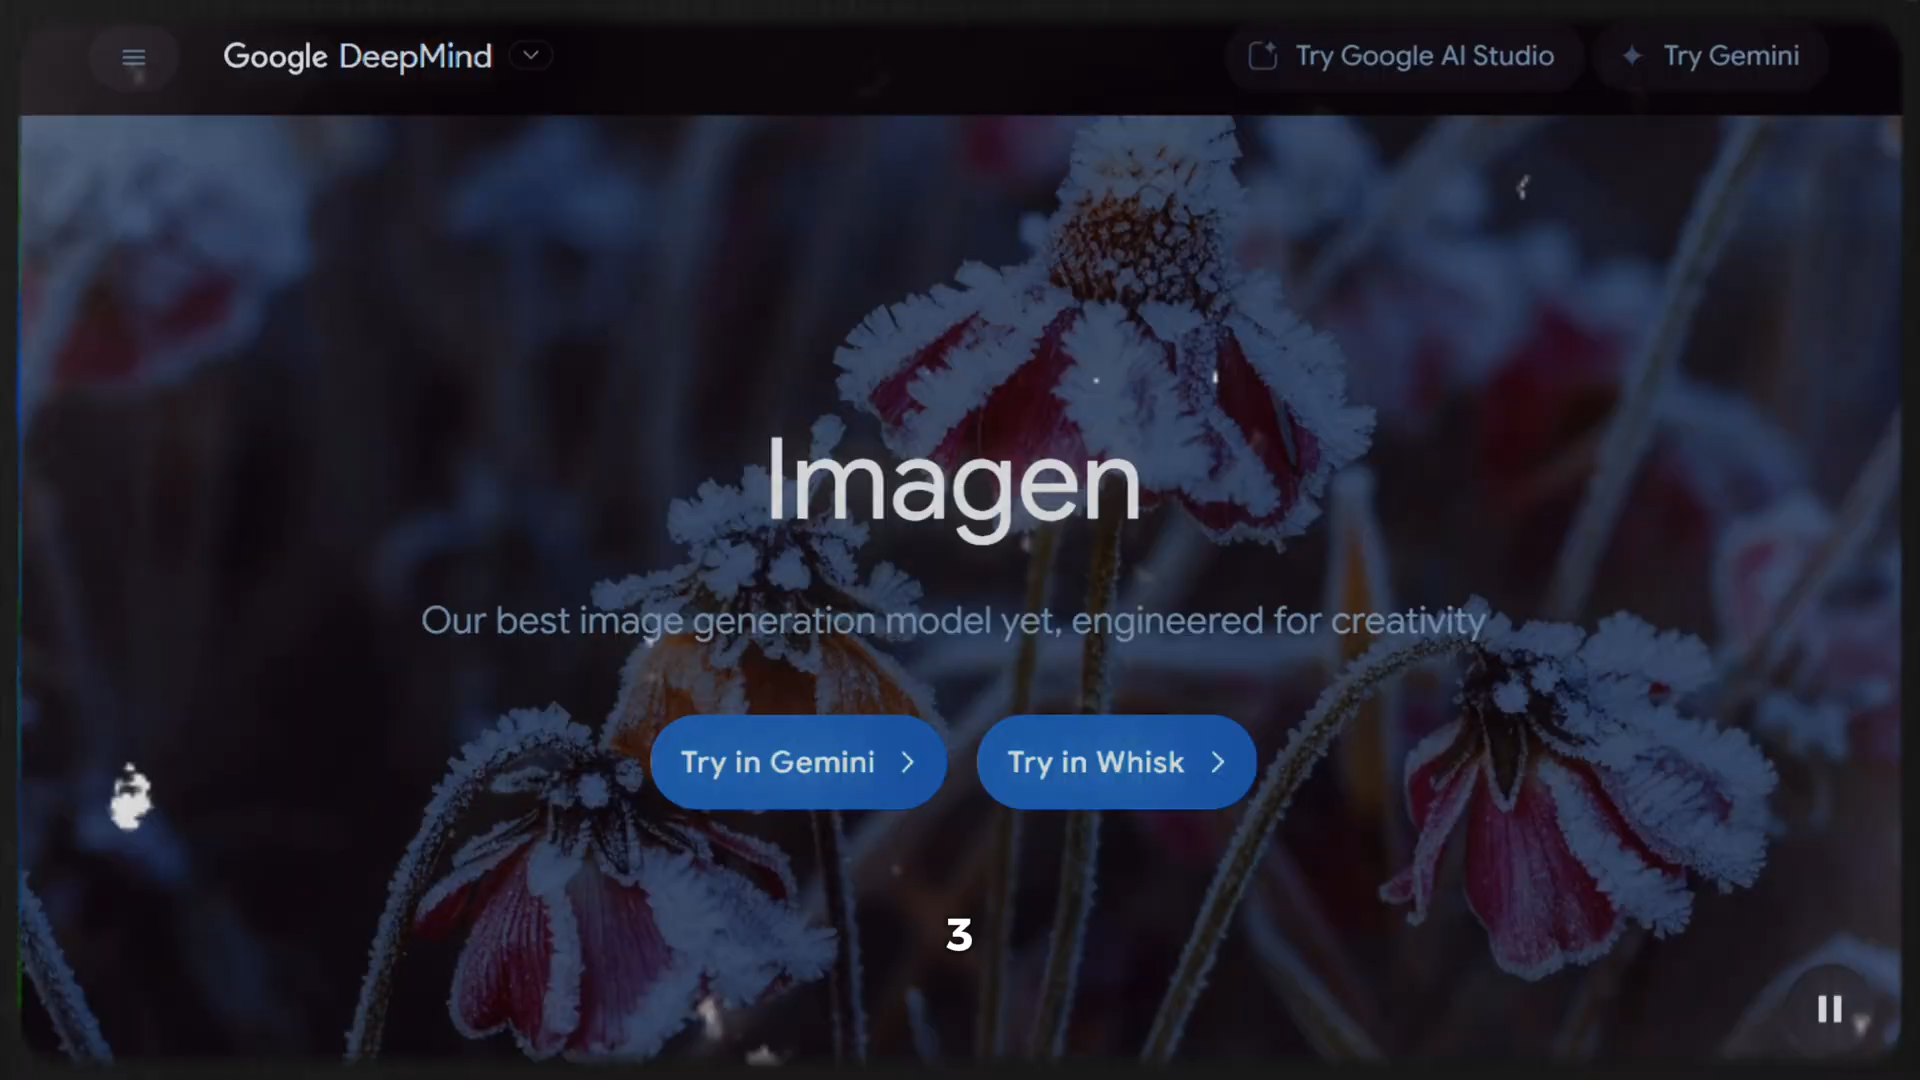 Google DeepMind
Try Google AI Studio
Try Gemini
Imagen
Our best image generation model yet, engineered for creativity
Try in Gemini
Try in Whisk
3